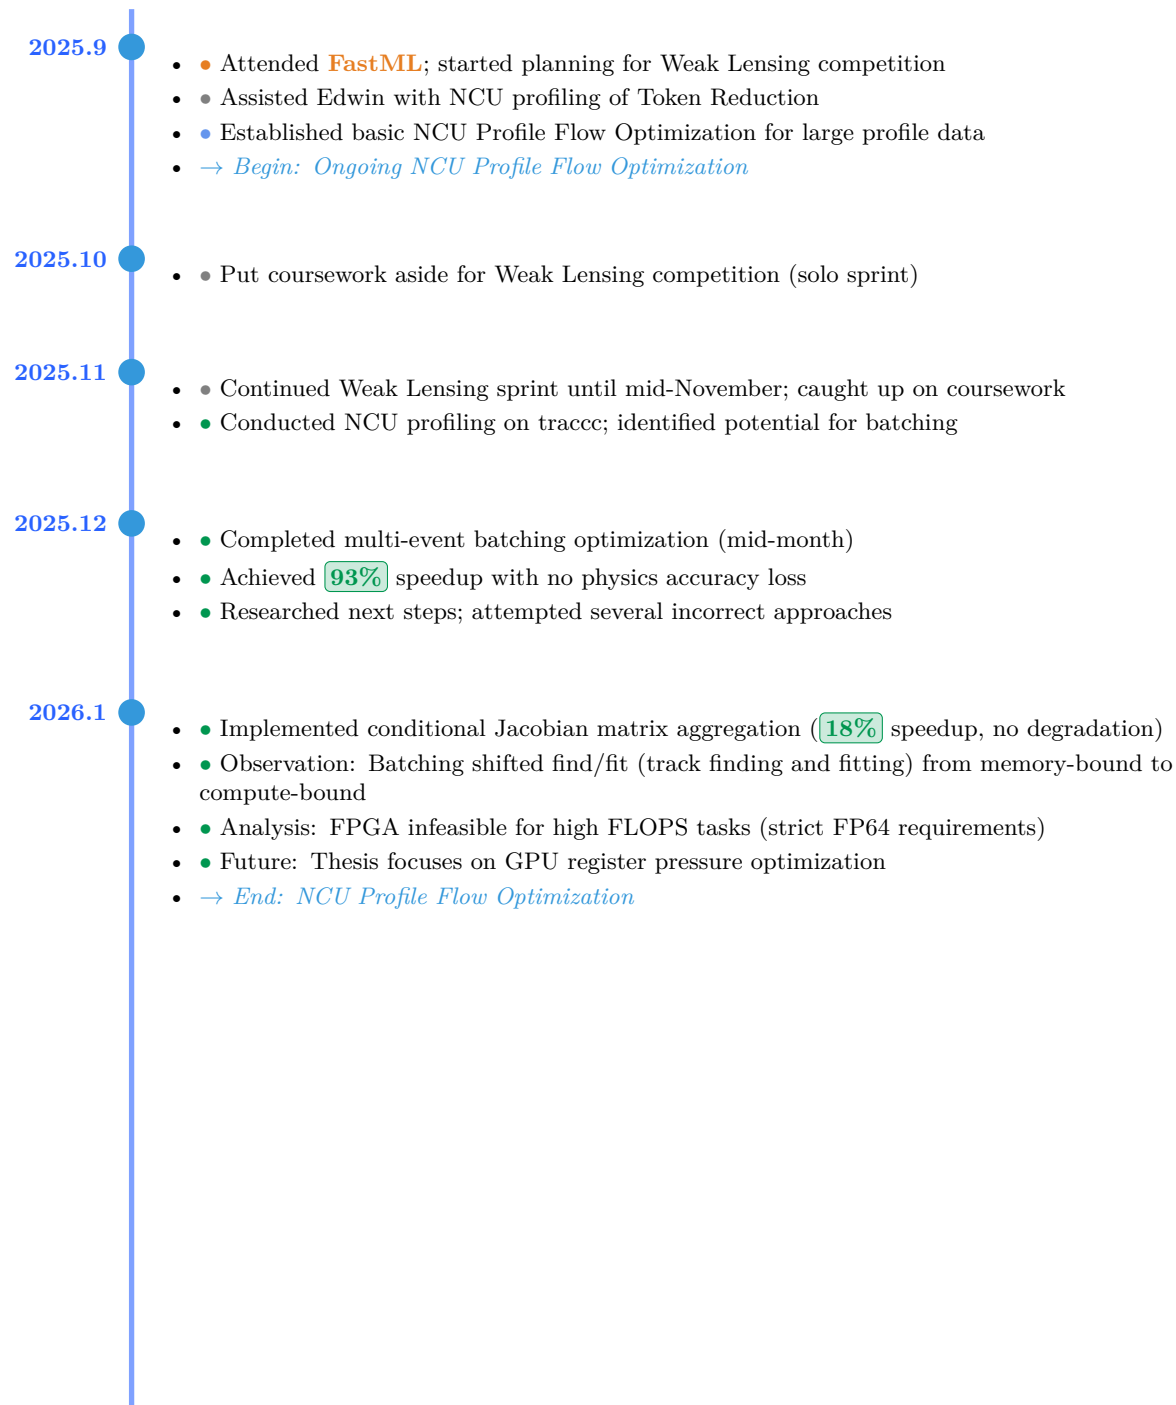 2025.9
• • Attended FastML; started planning for Weak Lensing competition
• • Assisted Edwin with NCU profiling of Token Reduction
• • Established basic NCU Profile Flow Optimization for large profile data
• → Begin: Ongoing NCU Profile Flow Optimization
2025.10
• • Put coursework aside for Weak Lensing competition (solo sprint)
2025.11
• • Continued Weak Lensing sprint until mid-November; caught up on coursework
• • Conducted NCU profiling on traccc; identified potential for batching
2025.12
• • Completed multi-event batching optimization (mid-month)
• • Achieved 93% speedup with no physics accuracy loss
• • Researched next steps; attempted several incorrect approaches
2026.1
• • Implemented conditional Jacobian matrix aggregation (18% speedup, no degradation)
• • Observation: Batching shifted find/fit (track finding and fitting) from memory-bound to
compute-bound
• • Analysis: FPGA infeasible for high FLOPS tasks (strict FP64 requirements)
• • Future: Thesis focuses on GPU register pressure optimization
• → End: NCU Profile Flow Optimization